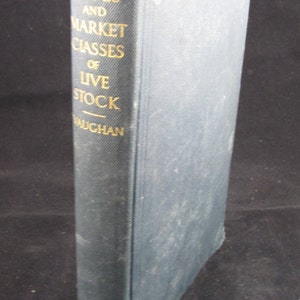 AND
MARKET
CLASSES
OF
LIVE
STOCK
VAUGHAN